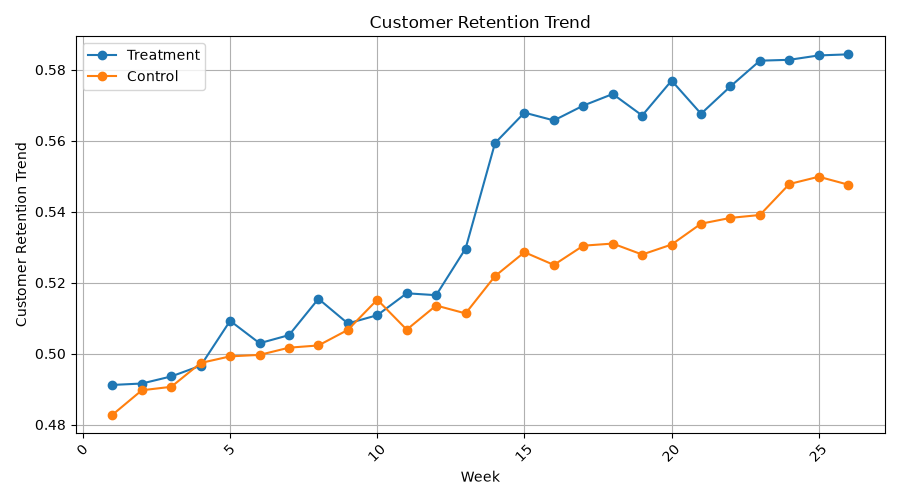 Customer Retention Trend
Treatment
Control
Customer Retention Trend
0.58
0.56
0.54
0.52
0.50
0.48
0
5
10
15
20
25
Week